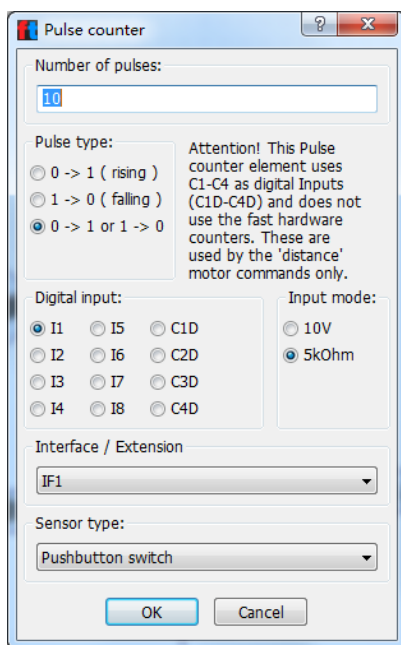 Pulse counter
?
Number of pulses:
10
Pulse type:
0 -> 1 ( rising )
1 -> 0 ( falling )
0 -> 1 or 1 -> 0
Attention! This Pulse
counter element uses
C1-C4 as digital Inputs
(C1D-C4D) and does not
use the fast hardware
counters. These are
used by the 'distance'
motor commands only.
Digital input:
I1 I5 C1D
I2 I6 C2D
I3 I7 C3D
I4 I8 C4D
Input mode:
10V
5kOhm
Interface / Extension
IF1
Sensor type:
Pushbutton switch
OK Cancel